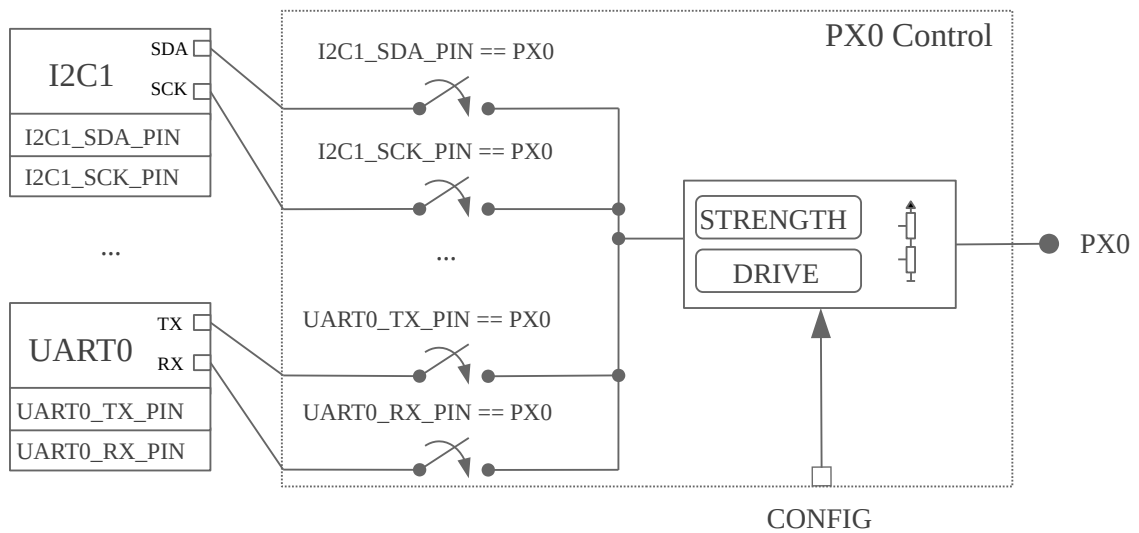 PX0 Control
I2C1
SDA
SCK
I2C1_SDA_PIN
I2C1_SCK_PIN
...
UART0
TX
RX
UART0_TX_PIN
UART0_RX_PIN
I2C1_SDA_PIN == PX0
I2C1_SCK_PIN == PX0
...
UART0_TX_PIN == PX0
UART0_RX_PIN == PX0
STRENGTH
DRIVE
PX0
CONFIG